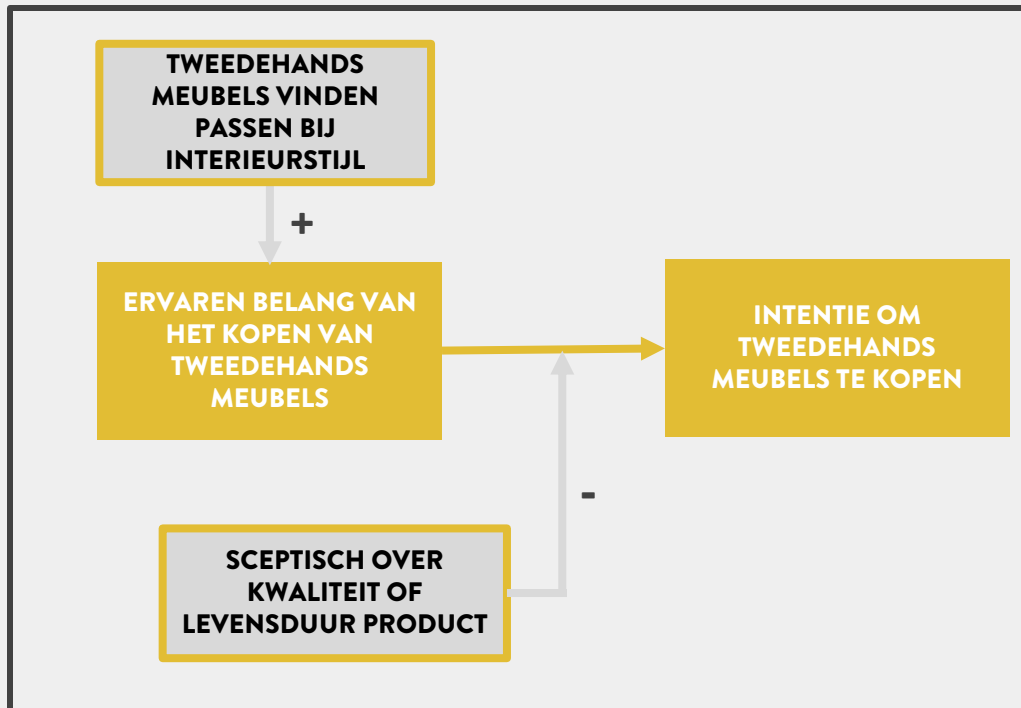 TWEEDEHANDS
MEUBELS VINDEN
PASSEN BIJ
INTERIEURSTIJL
+
ERVAREN BELANG VAN
HET KOPEN VAN
TWEEDEHANDS
MEUBELS
INTENTIE OM
TWEEDEHANDS
MEUBELS TE KOPEN
-
SCEPTISCH OVER
KWALITEIT OF
LEVENSDUUR PRODUCT